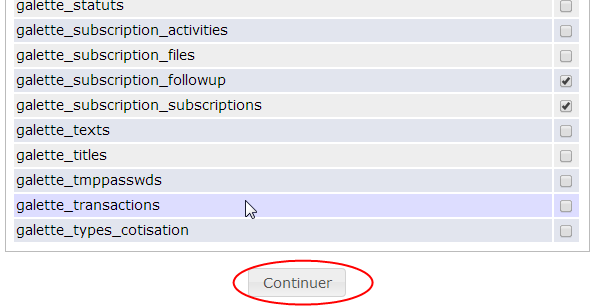 galette_statuts
galette_subscription_activities
galette_subscription_files
galette_subscription_followup
galette_subscription_subscriptions
galette_texts
galette_titles
galette_tmppasswds
galette_transactions
galette_types_cotisation
Continuer